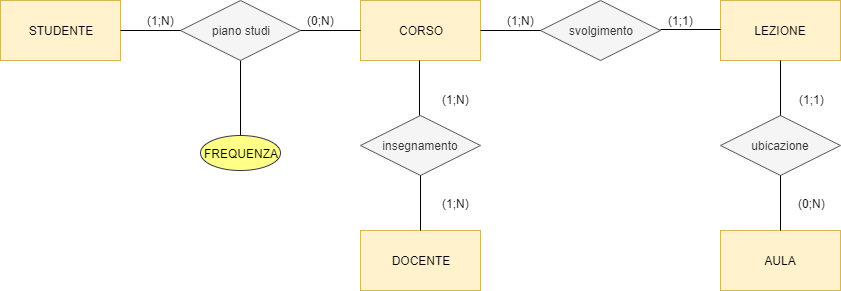 STUDENTE
(1;N)
piano studi
(0;N)
CORSO
(1;N)
svolgimento
(1;1)
LEZIONE
(1;N)
(1;1)
FREQUENZA
insegnamento
ubicazione
(1;N)
(0;N)
DOCENTE
AULA